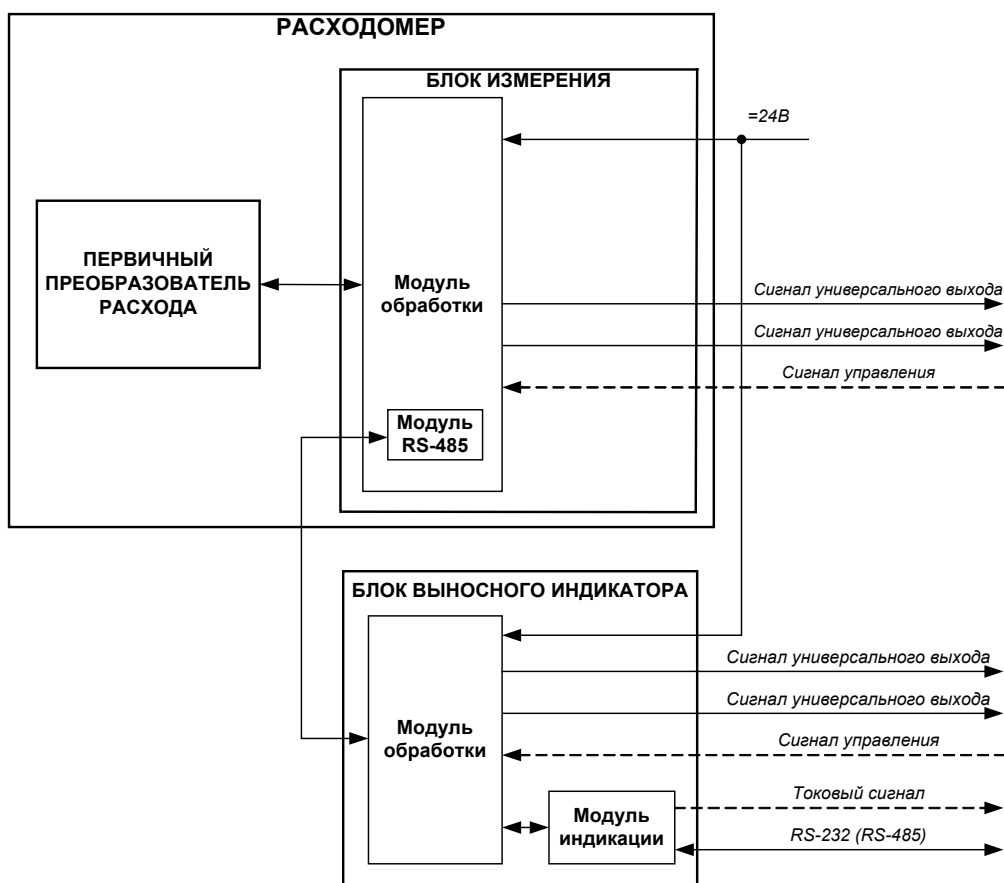 РАСХОДОМЕР
БЛОК ИЗМЕРЕНИЯ
=24В
ПЕРВИЧНЫЙ
ПРЕОБРАЗОВАТЕЛЬ
РАСХОДА
Модуль
обработки
Сигнал универсального выхода
Сигнал универсального выхода
Сигнал управления
Модуль
RS-485
БЛОК ВЫНОСНОГО ИНДИКАТОРА
Сигнал универсального выхода
Сигнал универсального выхода
Модуль
обработки
Сигнал управления
Токовый сигнал
Модуль
индикации
RS-232 (RS-485)